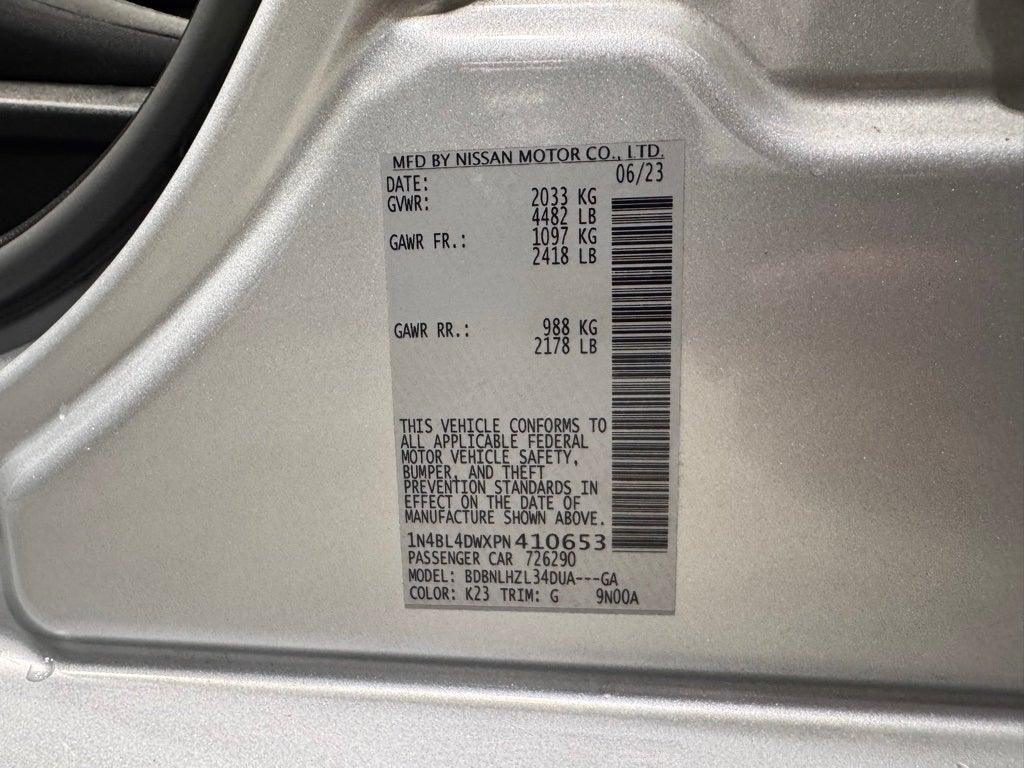 MFD BY NISSAN MOTOR CO., LTD.
DATE: 06/23
GVWR: 2033 KG
4482 LB
GAWR FR.: 1097 KG
2418 LB
GAWR RR.: 988 KG
2178 LB
THIS VEHICLE CONFORMS TO
ALL APPLICABLE FEDERAL
MOTOR VEHICLE SAFETY,
BUMPER, AND THEFT
PREVENTION STANDARDS IN
EFFECT ON THE DATE OF
MANUFACTURE SHOWN ABOVE.
1N4BL4DWXPN410653
PASSENGER CAR 726290
MODEL: BDBNLHZL34DUA---GA
COLOR: K23 TRIM: G 9N00A